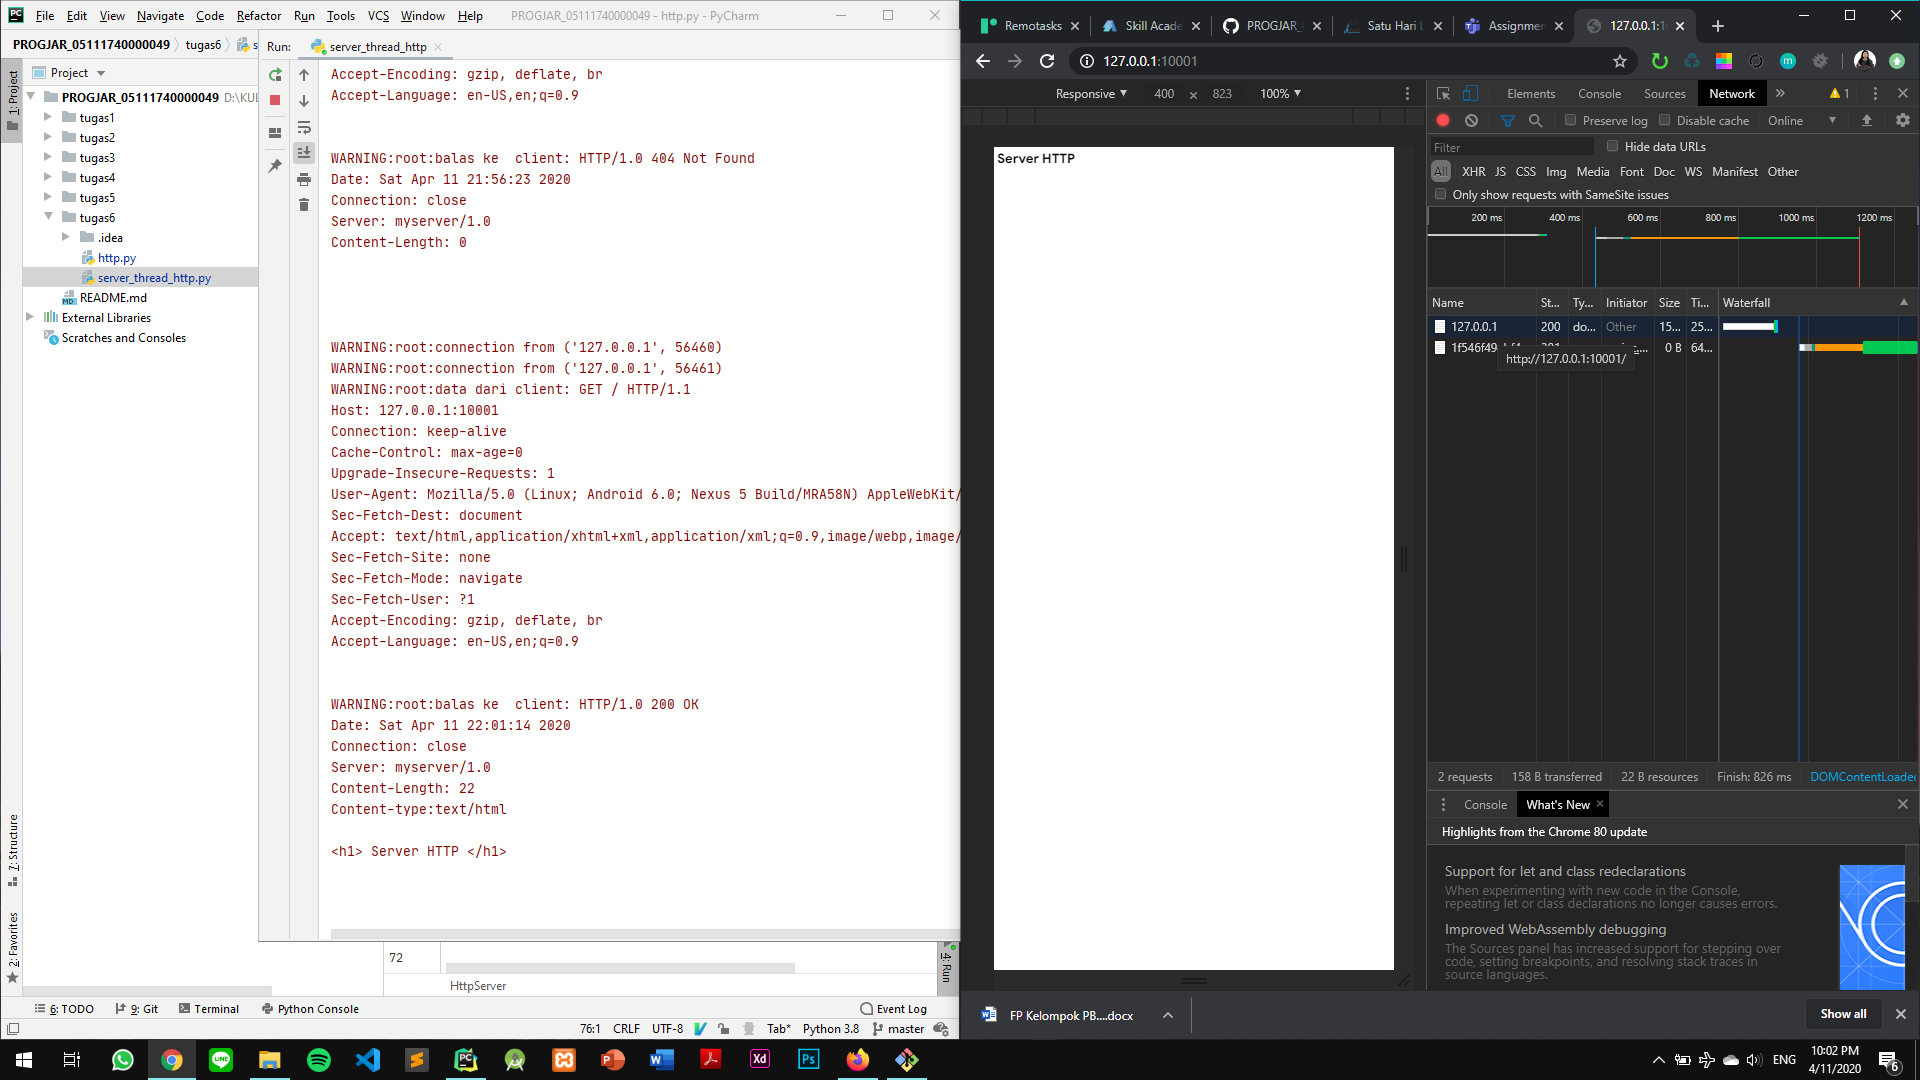 File Edit View Navigate Code Refactor Run Tools VCS Window Help PROGJAR_05111740000049 - http.py - PyCharm
PROGJAR_05111740000049 tugas6
Run: server_thread_http
1: Project
Project
PROGJAR_05111740000049 D:\KUL
tugas1
tugas2
tugas3
tugas4
tugas5
tugas6
.idea
http.py
server_thread_http.py
README.md
External Libraries
Scratches and Consoles
7: Structure
2: Favorites
Accept-Encoding: gzip, deflate, br
Accept-Language: en-US,en;q=0.9
WARNING:root:balas ke  client: HTTP/1.0 404 Not Found
Date: Sat Apr 11 21:56:23 2020
Connection: close
Server: myserver/1.0
Content-Length: 0
WARNING:root:connection from ('127.0.0.1', 56460)
WARNING:root:connection from ('127.0.0.1', 56461)
WARNING:root:data dari client: GET / HTTP/1.1
Host: 127.0.0.1:10001
Connection: keep-alive
Cache-Control: max-age=0
Upgrade-Insecure-Requests: 1
User-Agent: Mozilla/5.0 (Linux; Android 6.0; Nexus 5 Build/MRA58N) AppleWebKit/
Sec-Fetch-Dest: document
Accept: text/html,application/xhtml+xml,application/xml;q=0.9,image/webp,image/
Sec-Fetch-Site: none
Sec-Fetch-Mode: navigate
Sec-Fetch-User: ?1
Accept-Encoding: gzip, deflate, br
Accept-Language: en-US,en;q=0.9
WARNING:root:balas ke  client: HTTP/1.0 200 OK
Date: Sat Apr 11 22:01:14 2020
Connection: close
Server: myserver/1.0
Content-Length: 22
Content-type:text/html
<h1> Server HTTP </h1>
72
HttpServer
4: Run
6: TODO 9: Git Terminal Python Console Event Log
76:1 CRLF UTF-8 Tab* Python 3.8 master
Remotasks Skill Acade PROGJAR_ Satu Hari Assignmen 127.0.0.1:1
127.0.0.1:10001
Responsive 400 × 823 100%
Server HTTP
Elements Console Sources Network » 1
Preserve log Disable cache Online
Filter Hide data URLs
All XHR JS CSS Img Media Font Doc WS Manifest Other
Only show requests with SameSite issues
200 ms 400 ms 600 ms 800 ms 1000 ms 1200 ms
Name St... Ty... Initiator Size Ti... Waterfall
127.0.0.1 200 do... Other 15... 25...
1f546f49 0 B 64...
http://127.0.0.1:10001/
2 requests 158 B transferred 22 B resources Finish: 826 ms DOMContentLoaded
Console What's New ×
Highlights from the Chrome 80 update
Support for let and class redeclarations
When experimenting with new code in the Console,
repeating let or class declarations no longer causes errors.
Improved WebAssembly debugging
The Sources panel has increased support for stepping over
code, setting breakpoints, and resolving stack traces in
source languages.
FP Kelompok PB....docx Show all
ENG 10:02 PM
4/11/2020
6